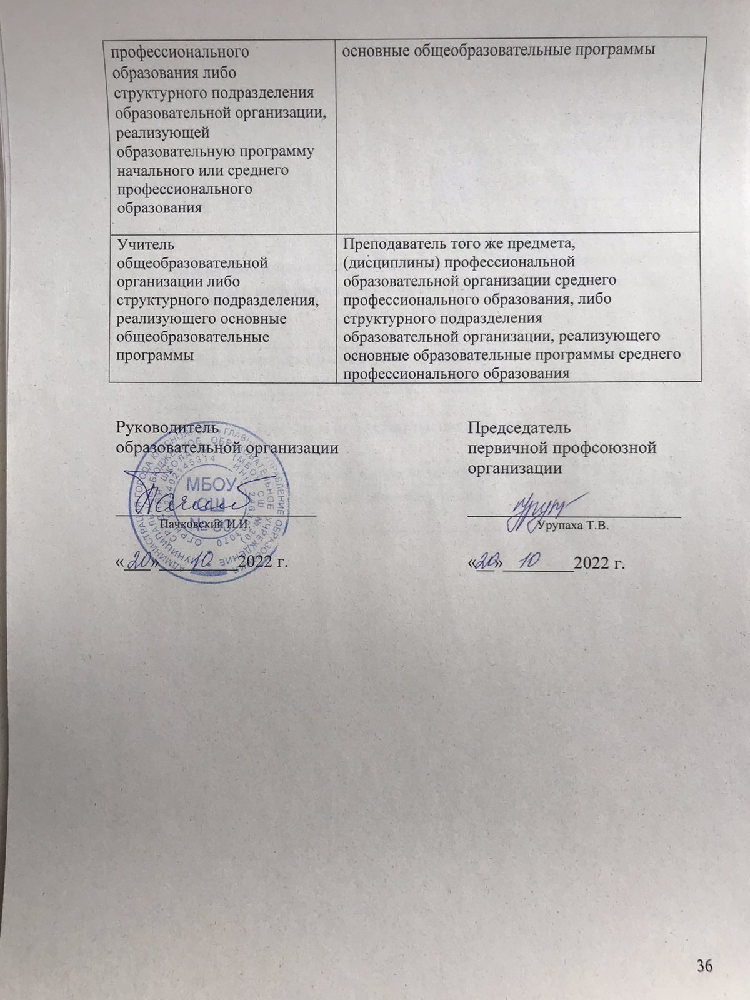 профессионального
образования либо
структурного подразделения
образовательной организации,
реализующей
образовательную программу
начального или среднего
профессионального
образования
основные общеобразовательные программы
Учитель
общеобразовательной
организации либо
структурного подразделения,
реализующего основные
общеобразовательные
программы
Преподаватель того же предмета,
(дисциплины) профессиональной
образовательной организации среднего
профессионального образования, либо
структурного подразделения
образовательной организации, реализующего
основные образовательные программы среднего
профессионального образования
Руководитель
образовательной организации
МБОУ
СШ
Пачковский И.И.
«20» 10 2022 г.
Председатель
первичной профсоюзной
организации
Урупаха Т.В.
«20» 10 2022 г.
36